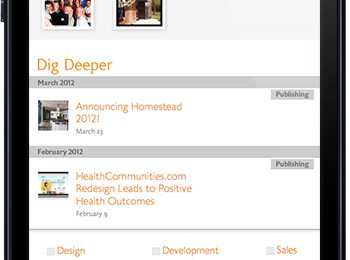 Dig Deeper
March 2012
Publishing
Announcing Homestead
2012!
March 23
February 2012
Publishing
HealthCommunities.com
Redesign Leads to Positive
Health Outcomes
February 9
Design
Development
Sales